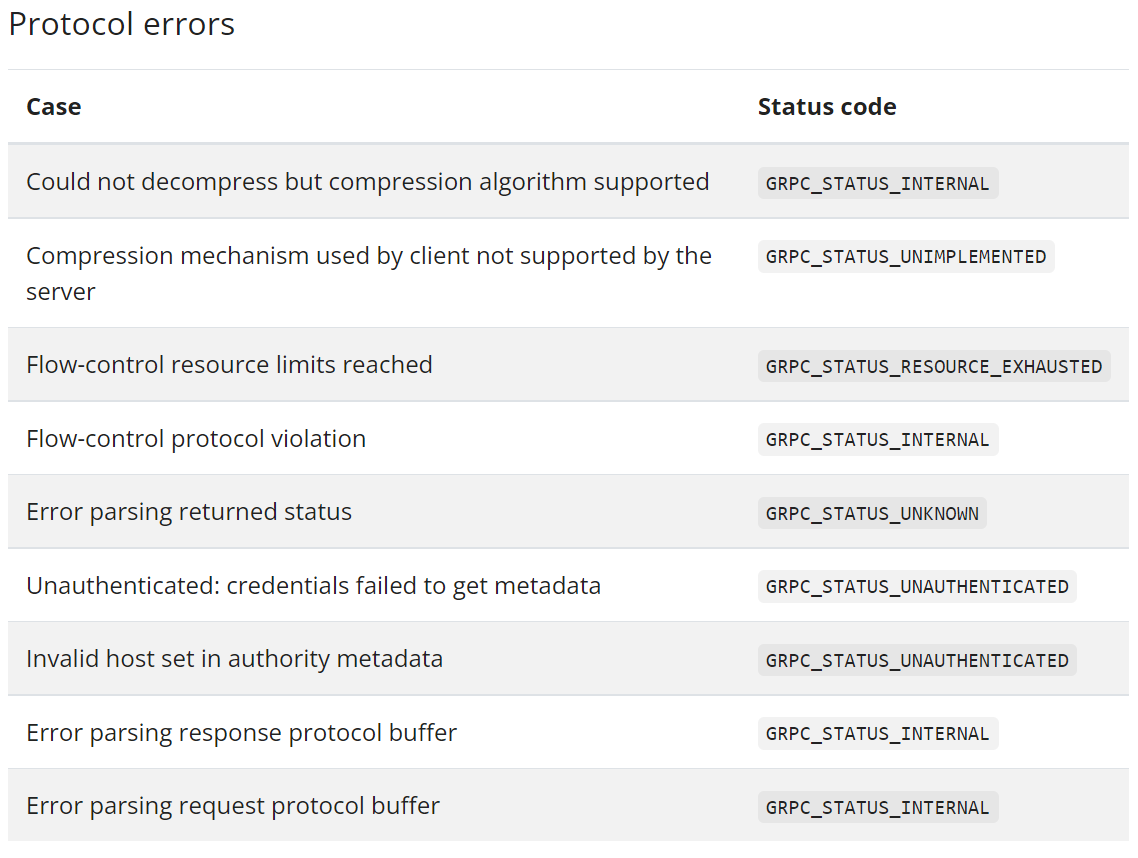 Protocol errors
Case Status code
Could not decompress but compression algorithm supported GRPC_STATUS_INTERNAL
Compression mechanism used by client not supported by the GRPC_STATUS_UNIMPLEMENTED
server
Flow-control resource limits reached GRPC_STATUS_RESOURCE_EXHAUSTED
Flow-control protocol violation GRPC_STATUS_INTERNAL
Error parsing returned status GRPC_STATUS_UNKNOWN
Unauthenticated: credentials failed to get metadata GRPC_STATUS_UNAUTHENTICATED
Invalid host set in authority metadata GRPC_STATUS_UNAUTHENTICATED
Error parsing response protocol buffer GRPC_STATUS_INTERNAL
Error parsing request protocol buffer GRPC_STATUS_INTERNAL